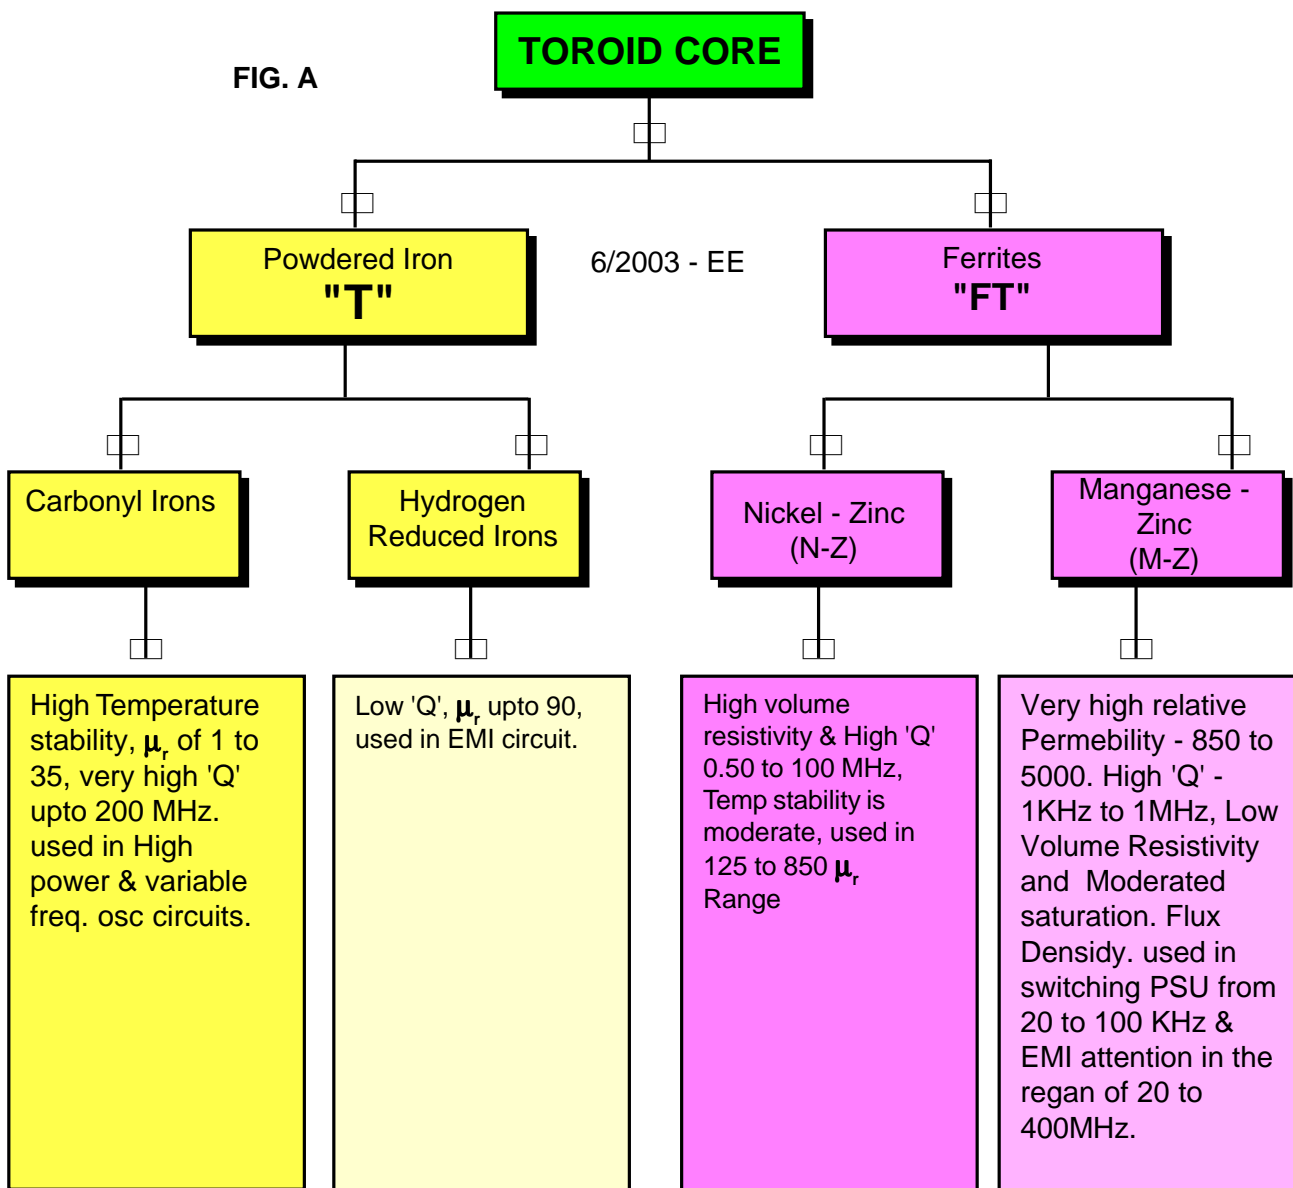 TOROID CORE
FIG. A
Powdered Iron
"T"
6/2003 - EE
Ferrites
"FT"
Carbonyl Irons
Hydrogen
Reduced Irons
Nickel - Zinc
(N-Z)
Manganese -
Zinc
(M-Z)
High Temperature
stability, μr of 1 to
35, very high 'Q'
upto 200 MHz.
used in High
power & variable
freq. osc circuits.
Low 'Q', μr upto 90,
used in EMI circuit.
High volume
resistivity & High 'Q'
0.50 to 100 MHz,
Temp stability is
moderate, used in
125 to 850 μr
Range
Very high relative
Permebility - 850 to
5000. High 'Q' -
1KHz to 1MHz, Low
Volume Resistivity
and Moderated
saturation. Flux
Densidy. used in
switching PSU from
20 to 100 KHz &
EMI attention in the
regan of 20 to
400MHz.